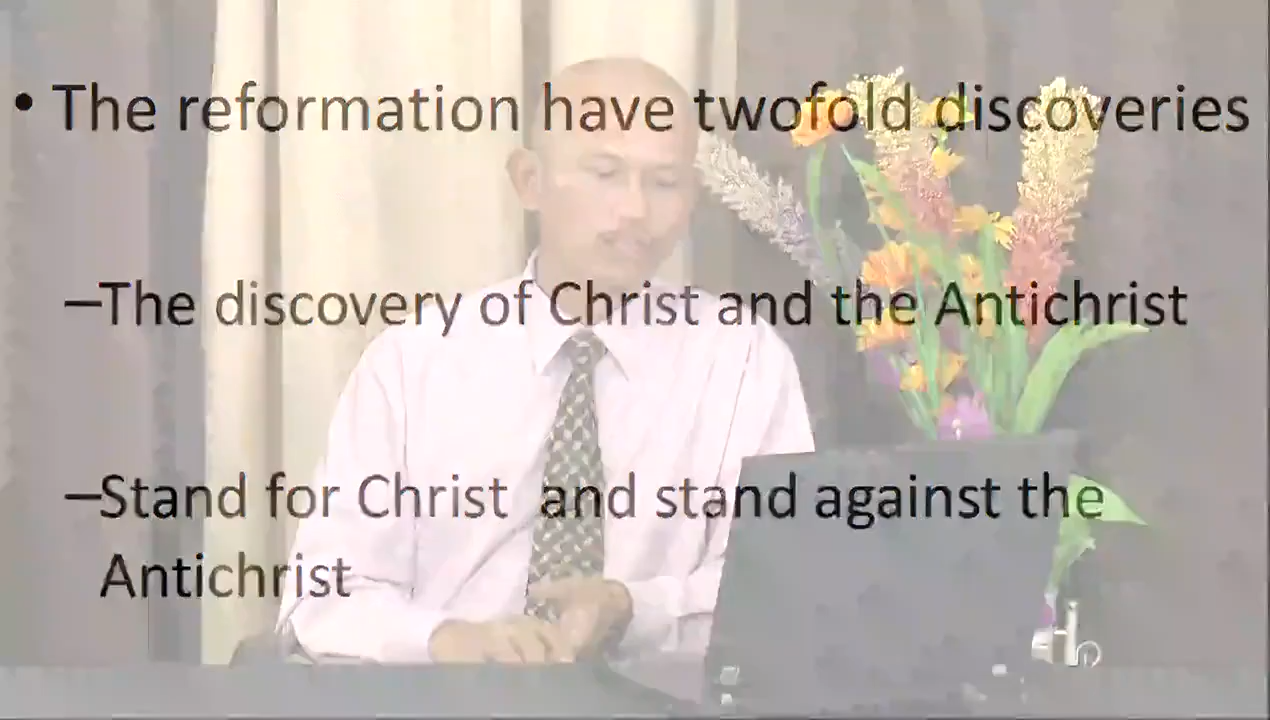 • The reformation have twofold discoveries
–The discovery of Christ and the Antichrist
–Stand for Christ and stand against the
Antichrist